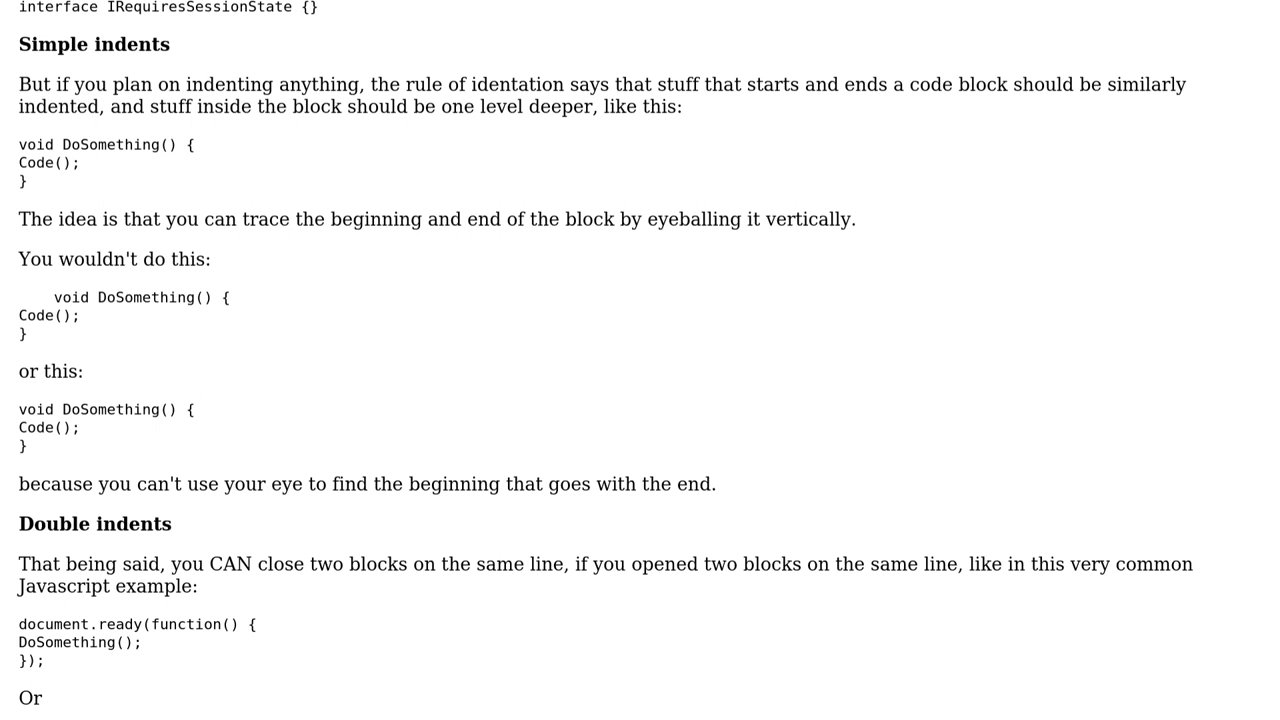 interface IRequiresSessionState {}
Simple indents
But if you plan on indenting anything, the rule of identation says that stuff that starts and ends a code block should be similarly
indented, and stuff inside the block should be one level deeper, like this:
void DoSomething() {
Code();
}
The idea is that you can trace the beginning and end of the block by eyeballing it vertically.
You wouldn't do this:
    void DoSomething() {
Code();
}
or this:
void DoSomething() {
Code();
}
because you can't use your eye to find the beginning that goes with the end.
Double indents
That being said, you CAN close two blocks on the same line, if you opened two blocks on the same line, like in this very common
Javascript example:
document.ready(function() {
DoSomething();
});
Or